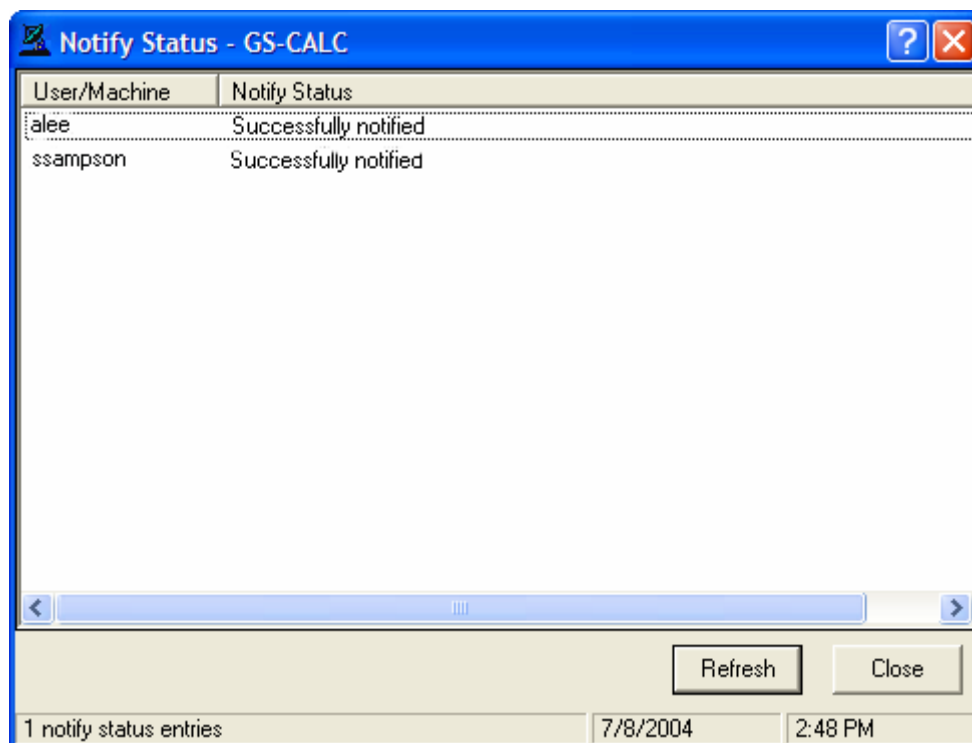 Notify Status - GS-CALC
User/Machine Notify Status
alee Successfully notified
ssampson Successfully notified
Refresh Close
1 notify status entries 7/8/2004 2:48 PM